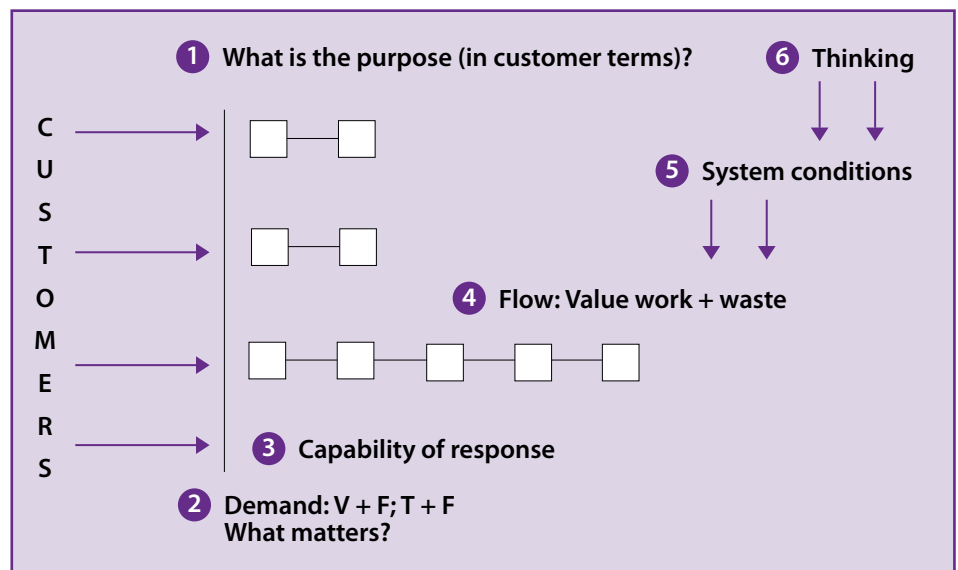 1 What is the purpose (in customer terms)?
6 Thinking
CUSTOMERS
5 System conditions
4 Flow: Value work + waste
3 Capability of response
2 Demand: V + F; T + F
What matters?